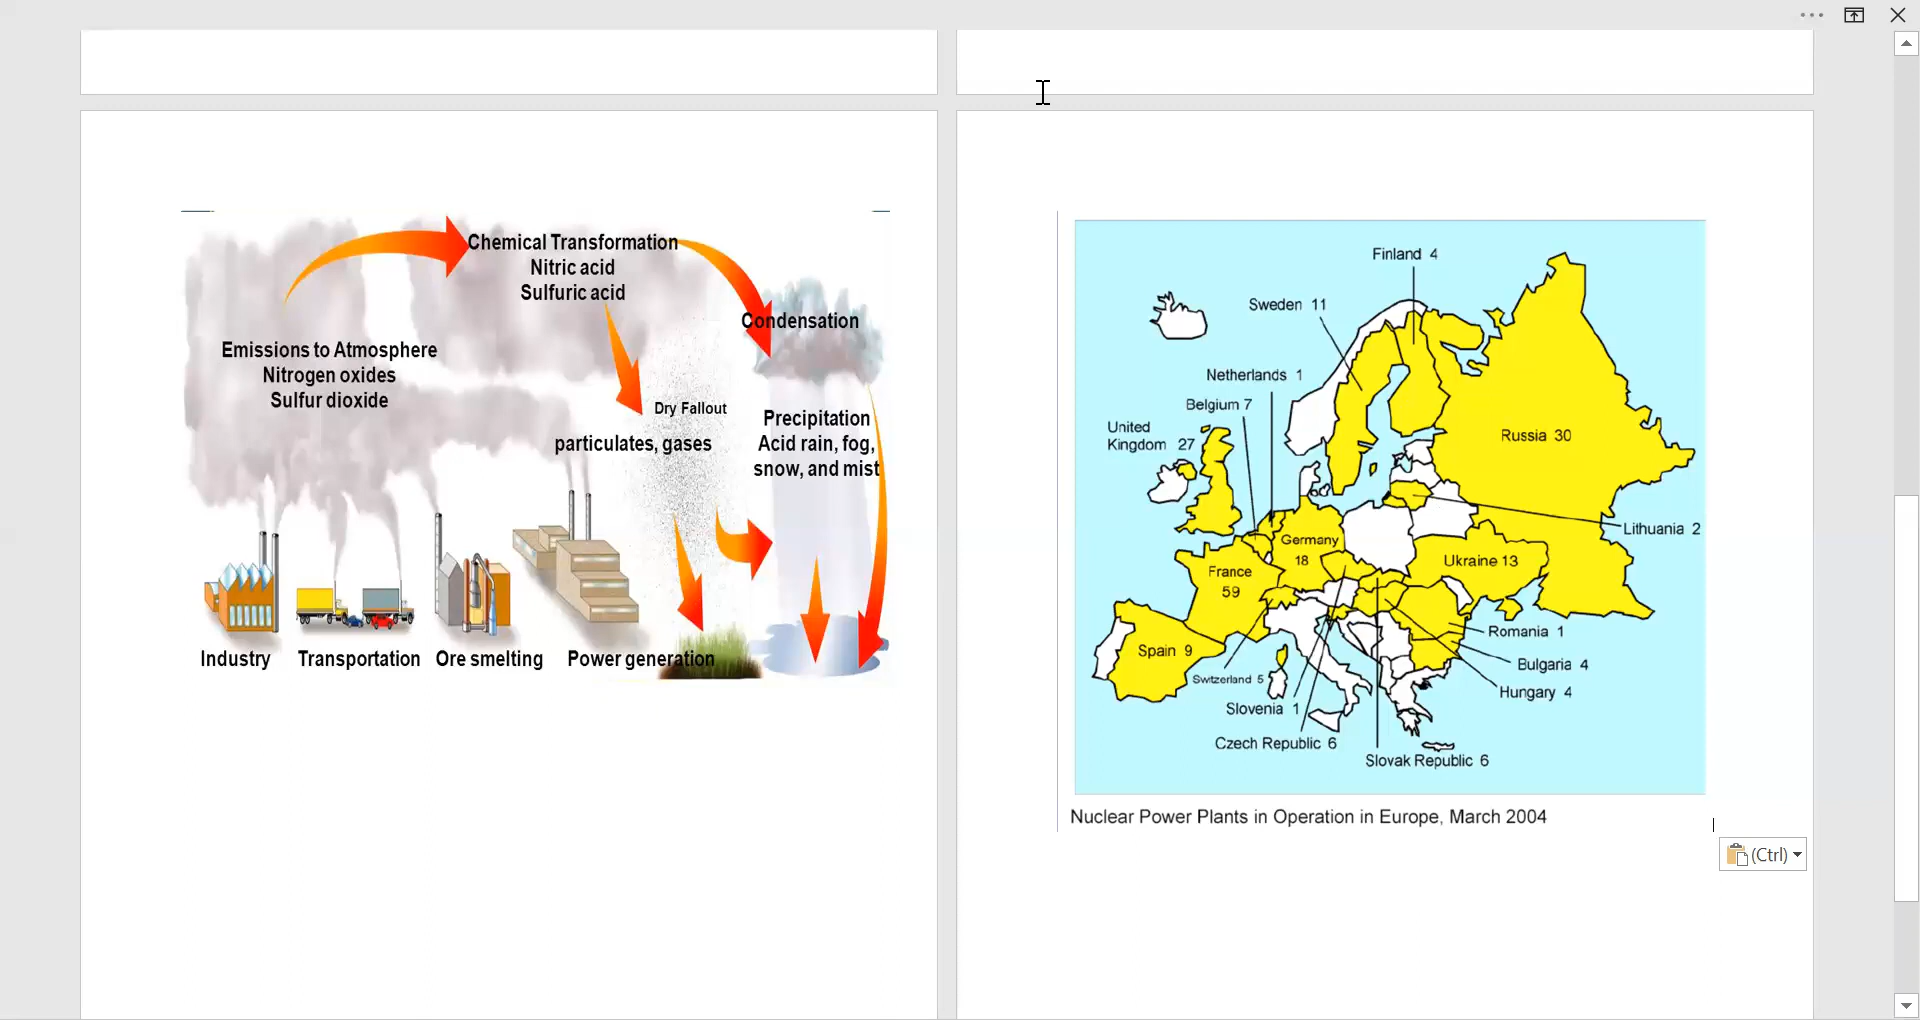 Chemical Transformation
Nitric acid
Sulfuric acid
Condensation
Emissions to Atmosphere
Nitrogen oxides
Sulfur dioxide
Dry Fallout
particulates, gases
Precipitation
Acid rain, fog,
snow, and mist
Industry
Transportation
Ore smelting
Power generation
Finland 4
Sweden 11
Netherlands 1
Belgium 7
United
Kingdom 27
Russia 30
Lithuania 2
Germany
18
Ukraine 13
France
59
Romania 1
Spain 9
Bulgaria 4
Switzerland 5
Hungary 4
Slovenia 1
Czech Republic 6
Slovak Republic 6
Nuclear Power Plants in Operation in Europe, March 2004
(Ctrl)